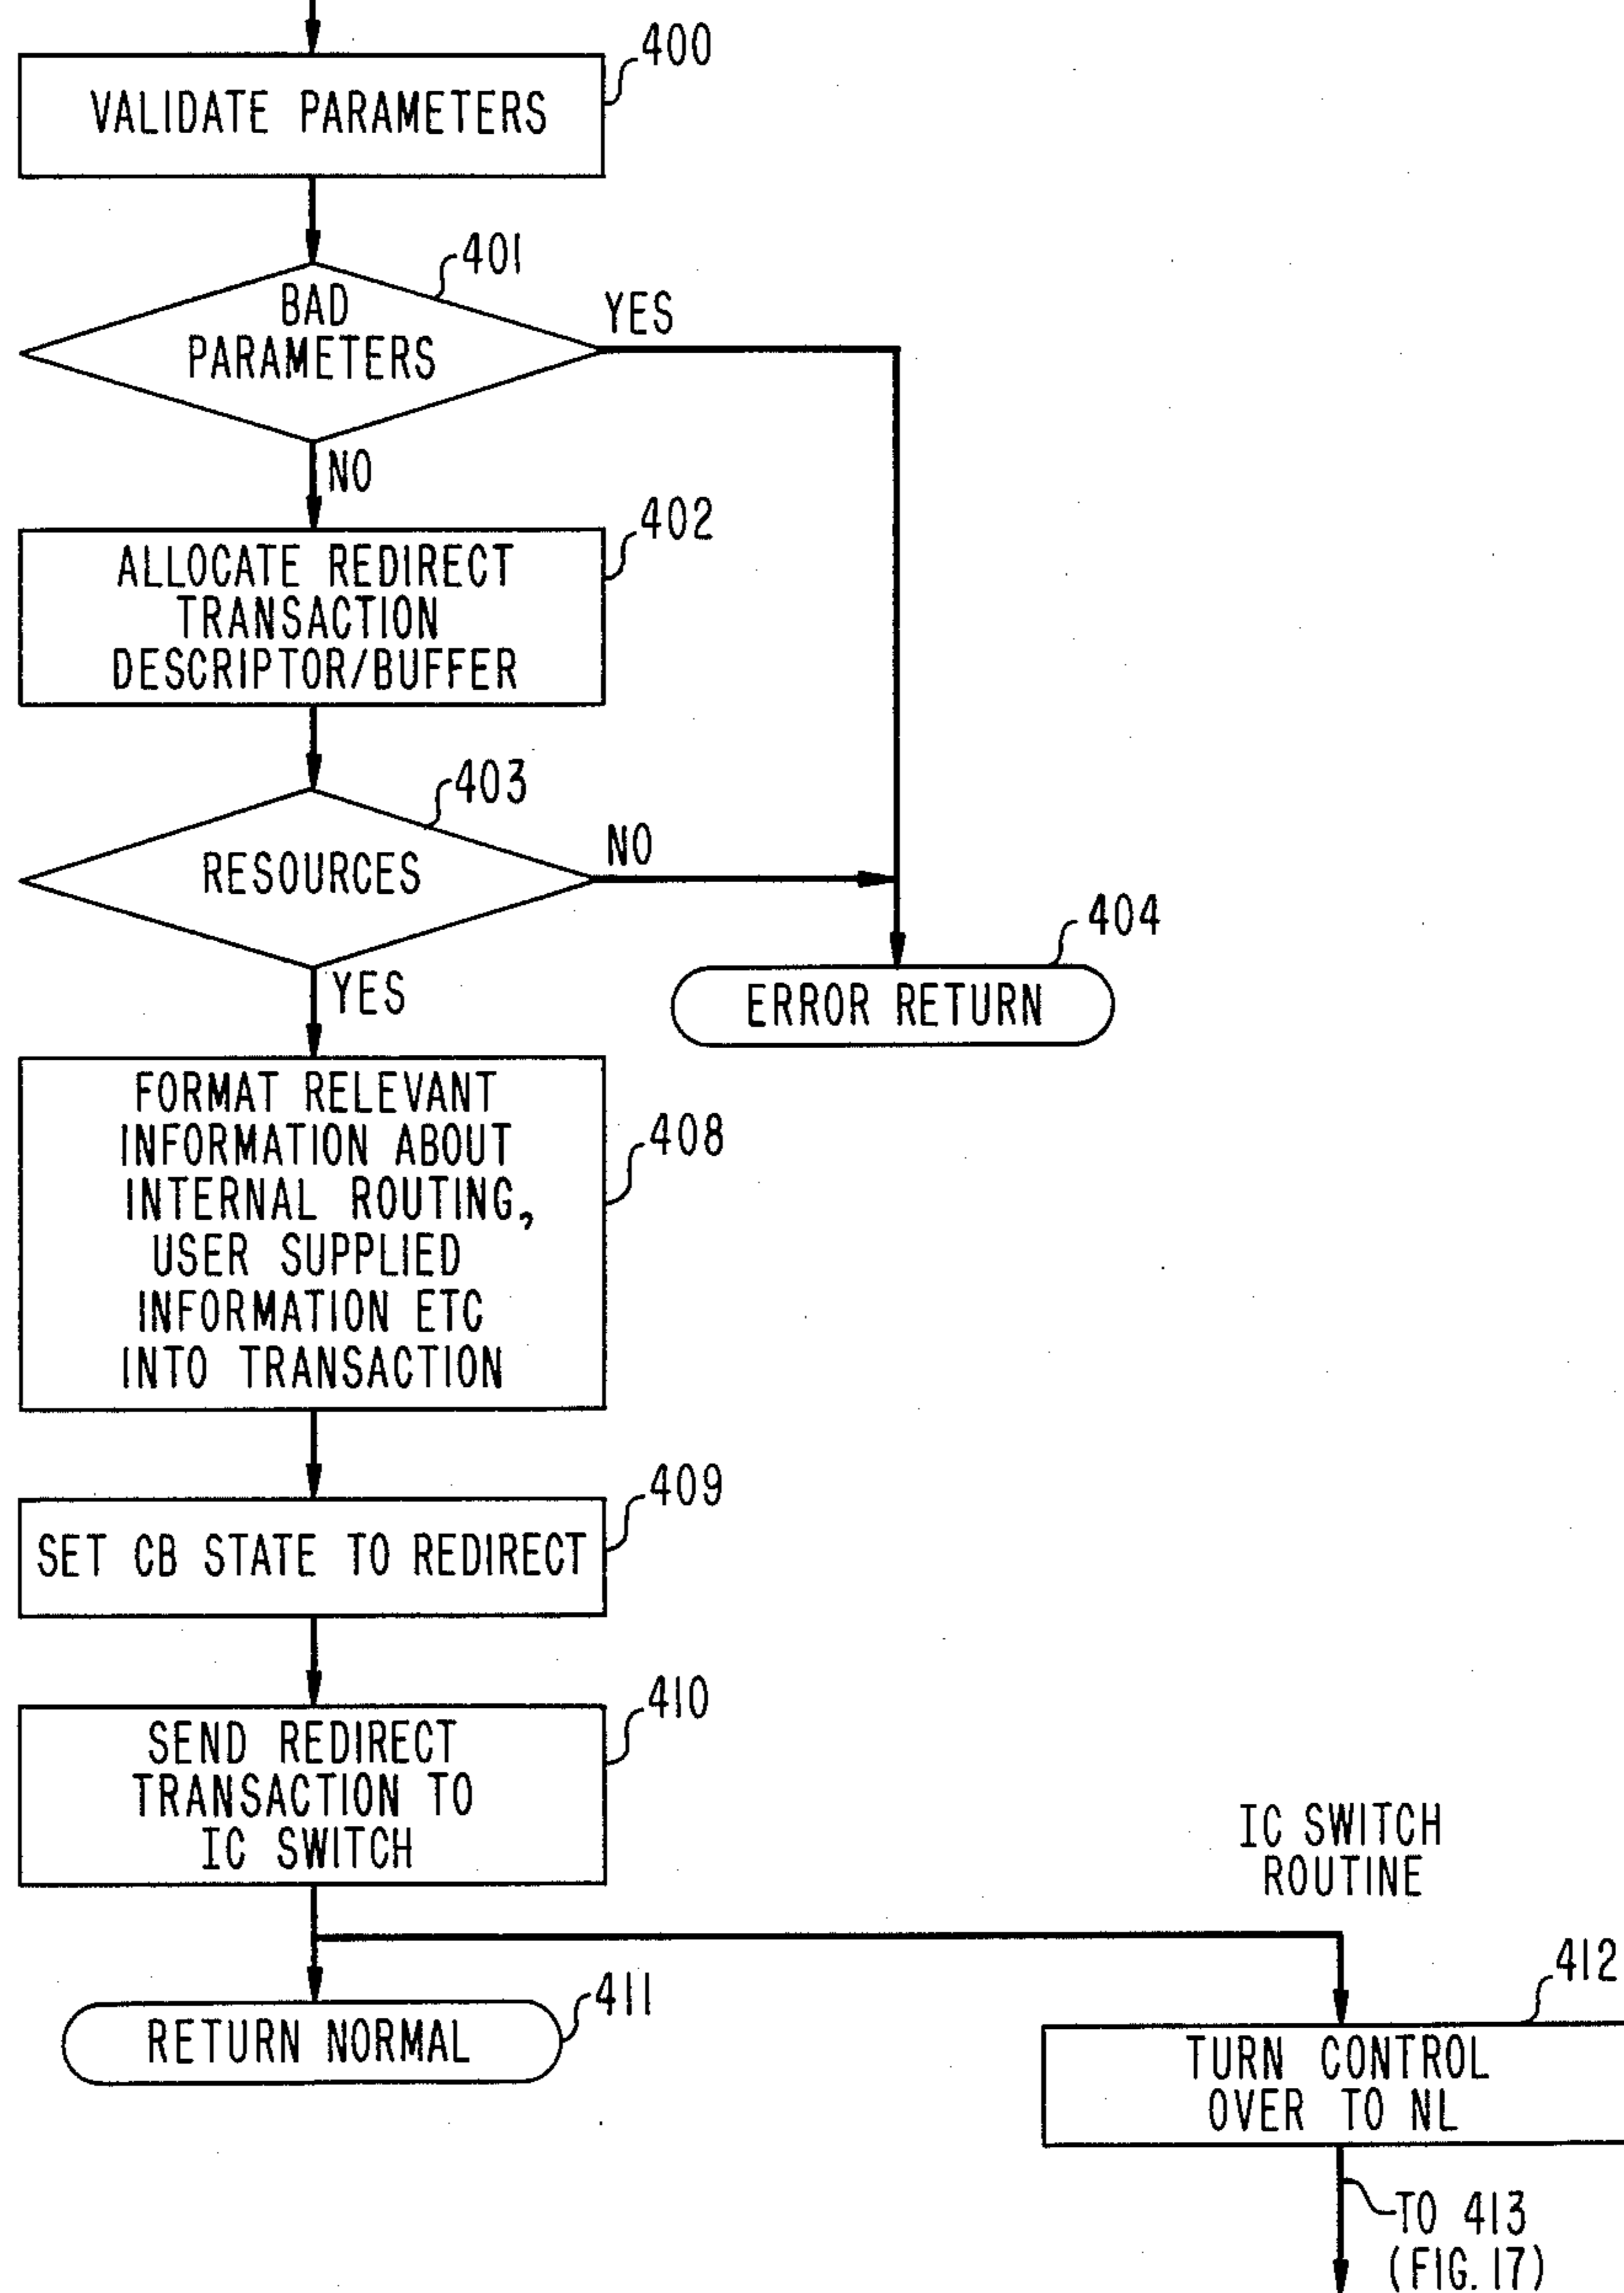 400
VALIDATE PARAMETERS
401
BAD
PARAMETERS
YES
NO
402
ALLOCATE REDIRECT
TRANSACTION
DESCRIPTOR/BUFFER
403
RESOURCES
NO
YES
404
ERROR RETURN
FORMAT RELEVANT
INFORMATION ABOUT
INTERNAL ROUTING,
USER SUPPLIED
INFORMATION ETC
INTO TRANSACTION
408
409
SET CB STATE TO REDIRECT
410
SEND REDIRECT
TRANSACTION TO
IC SWITCH
IC SWITCH
ROUTINE
411
RETURN NORMAL
412
TURN CONTROL
OVER TO NL
TO 413
(FIG. 17)